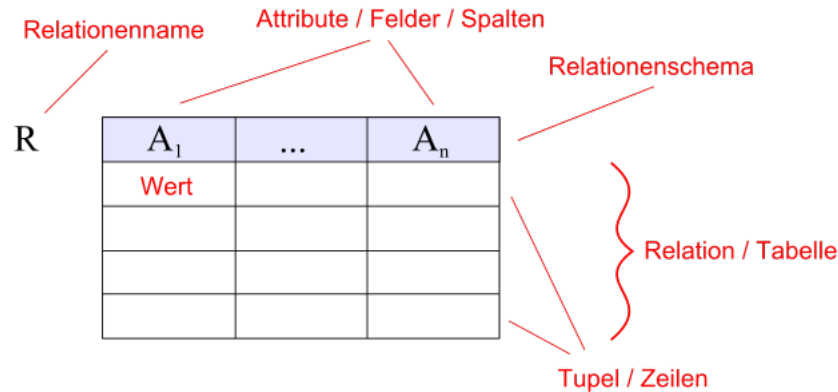 Relationenname
Attribute / Felder / Spalten
Relationenschema
R
A₁ ... Aₙ
Wert
Relation / Tabelle
Tupel / Zeilen